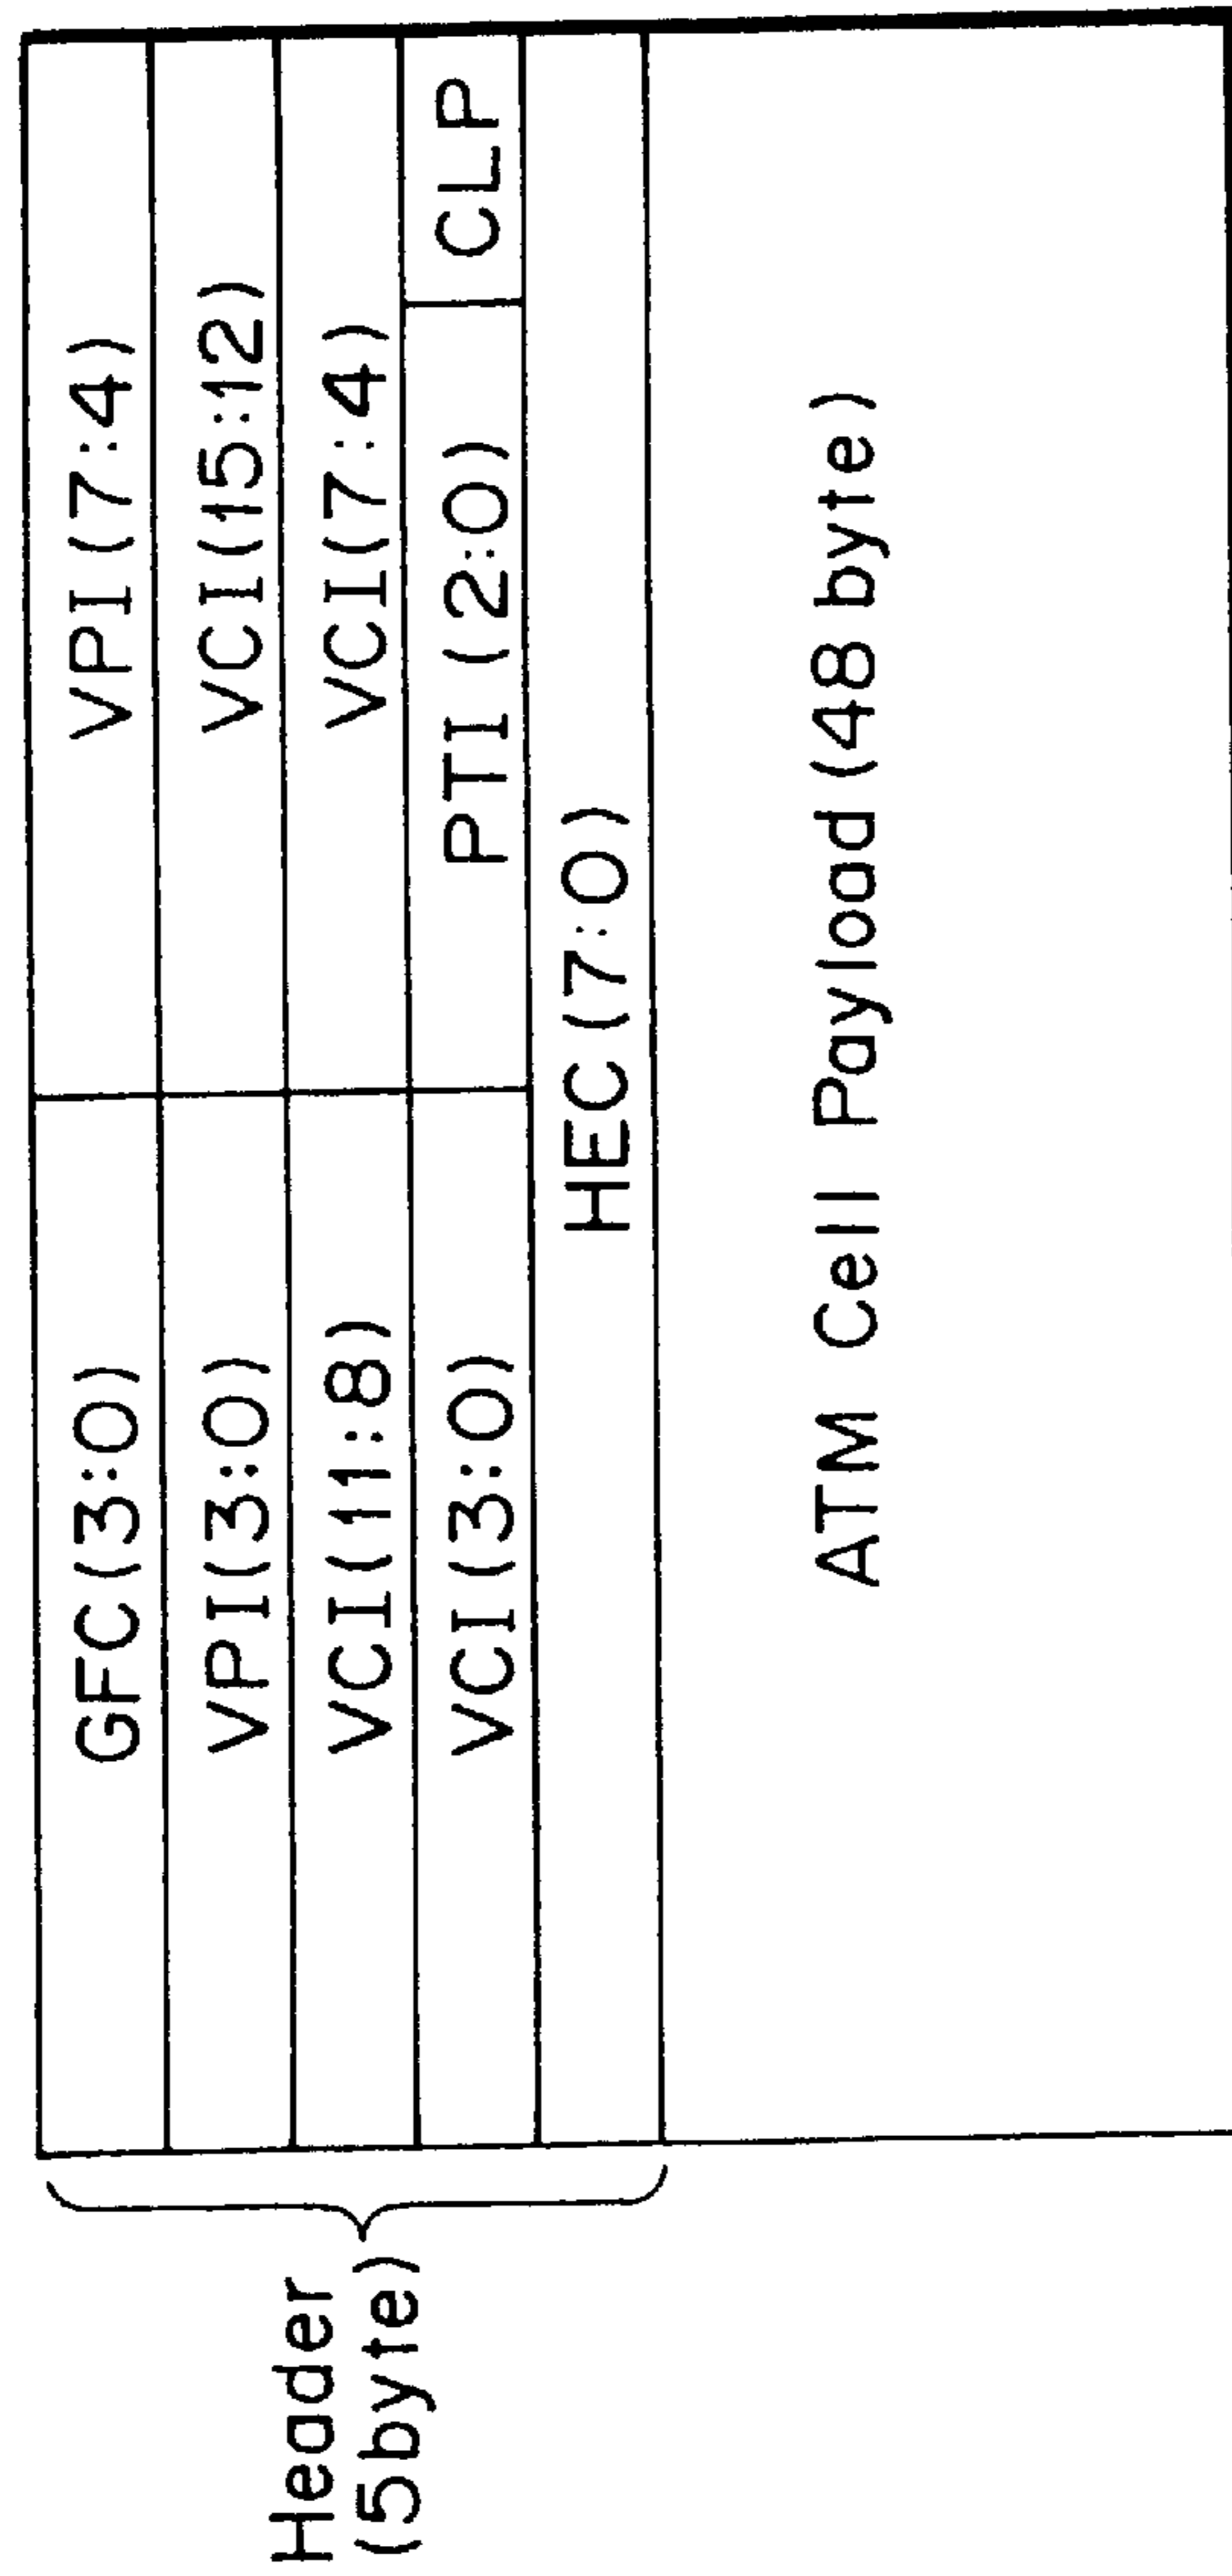 GFC(3:0) VPI(7:4)
VPI(3:0) VCI(15:12)
VCI(11:8) VCI(7:4)
VCI(3:0) PTI(2:0) CLP
HEC(7:0)
Header
(5byte)
ATM Cell Payload(48 byte)